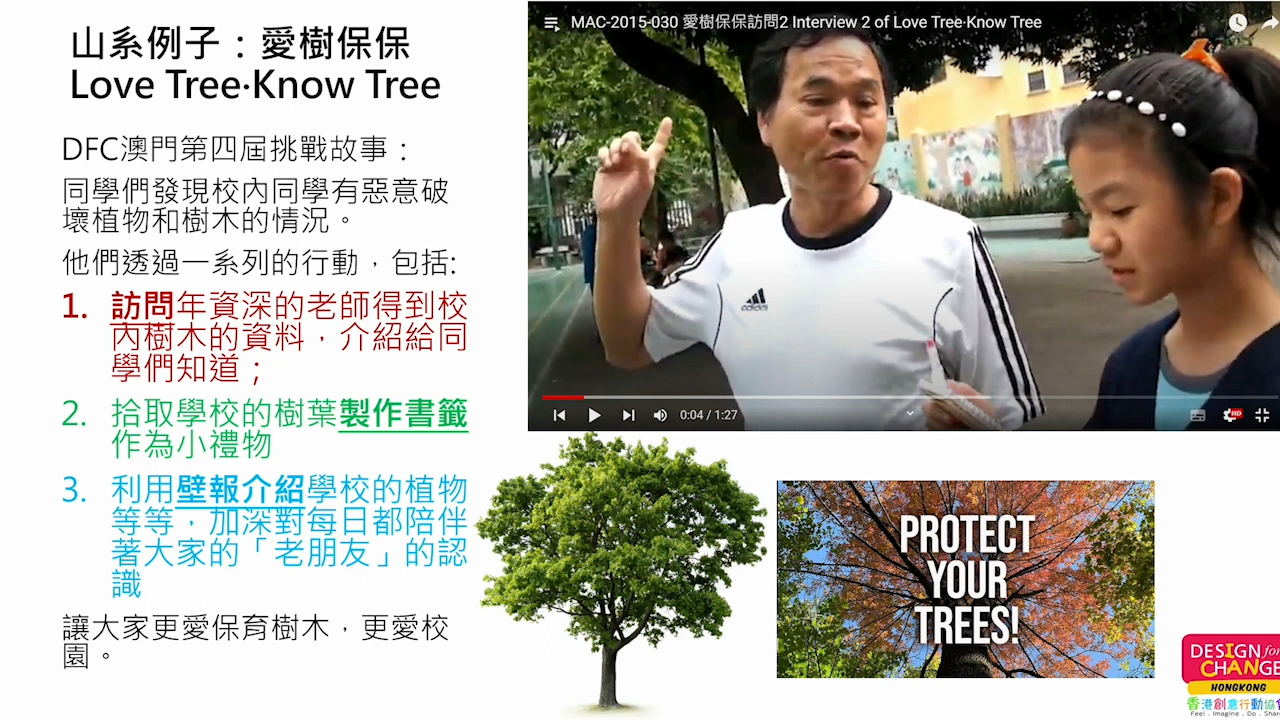 山系例子：愛樹保保
Love Tree·Know Tree
DFC澳門第四屆挑戰故事：
同學們發現校內同學有惡意破
壞植物和樹木的情況。
他們透過一系列的行動，包括:
1. 訪問年資深的老師得到校
內樹木的資料，介紹給同
學們知道；
2. 拾取學校的樹葉製作書籤
作為小禮物
3. 利用壁報介紹學校的植物
等等，加深對每日都陪伴
著大家的「老朋友」的認
識
讓大家更愛保育樹木，更愛校
園。
MAC-2015-030 愛樹保保訪問2 Interview 2 of Love Tree·Know Tree
adidas
0:04 / 1:27
HD
PROTECT
YOUR
TREES!
DESIGN for
CHANGE
HONGKONG
香港創意行動協會
Feel . Imagine . Do . Share